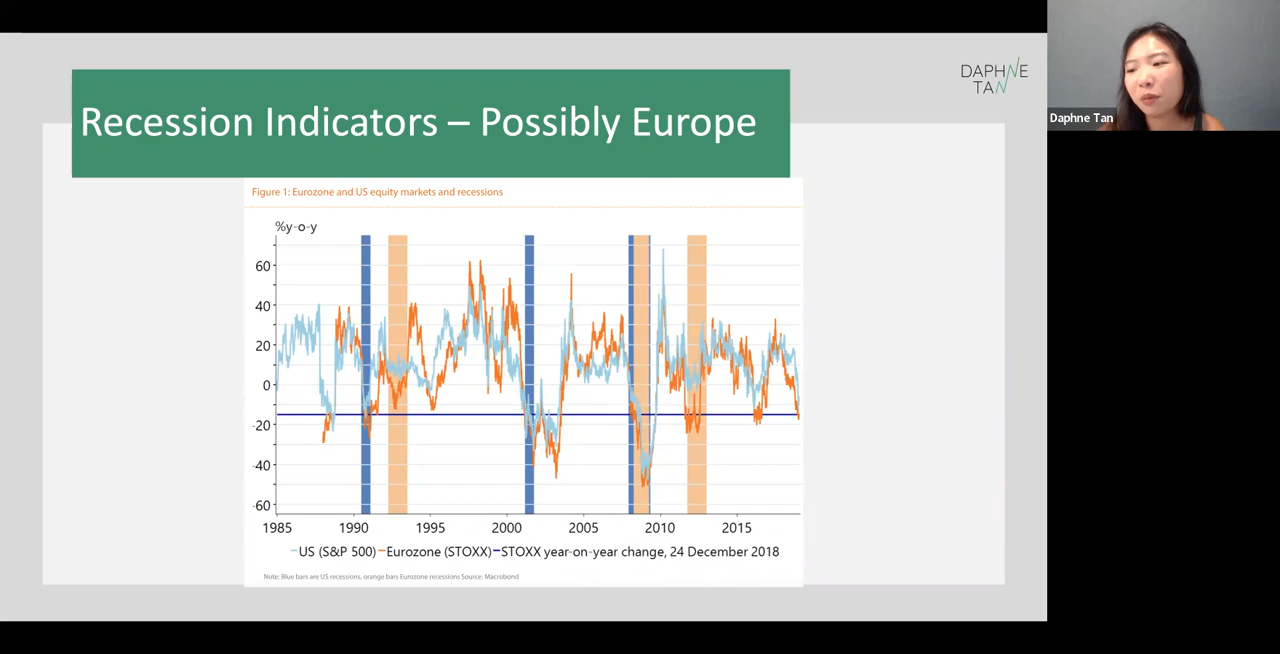 Recession Indicators – Possibly Europe
DAPHNE
TAN
Daphne Tan
Figure 1: Eurozone and US equity markets and recessions
%y-o-y
60
40
20
0
-20
-40
-60
1985 1990 1995 2000 2005 2010 2015
US (S&P 500) Eurozone (STOXX) STOXX year-on-year change, 24 December 2018
Note: Blue bars are US recessions, orange bars Eurozone recessions Source: Macrobond